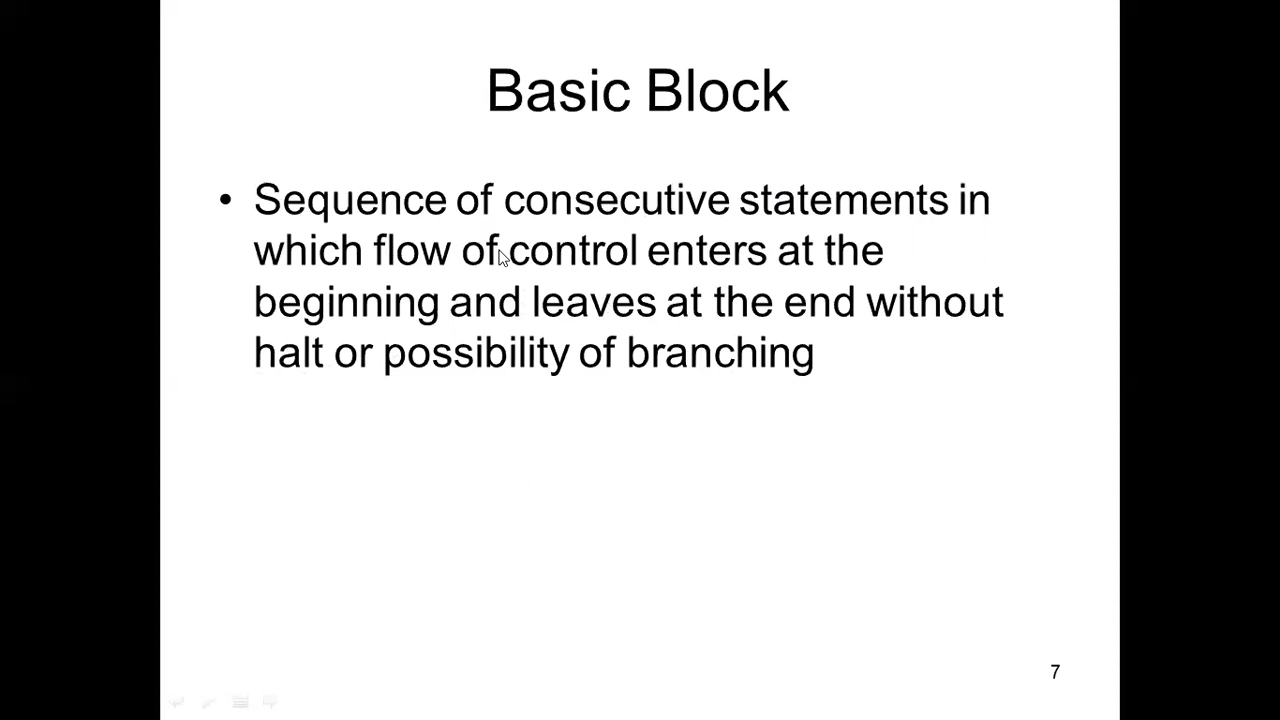 Basic Block
• Sequence of consecutive statements in
which flow of control enters at the
beginning and leaves at the end without
halt or possibility of branching
7